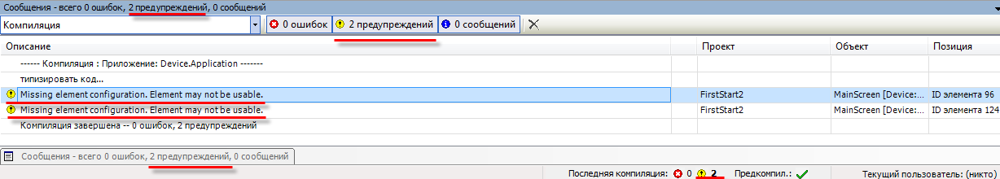 Сообщения - всего 0 ошибок, 2 предупреждений, 0 сообщений
Компиляция 0 ошибок 2 предупреждений 0 сообщений
Описание Проект Объект Позиция
------ Компиляция : Приложение: Device.Application -------
типизировать код...
Missing element configuration. Element may not be usable. FirstStart2 MainScreen [Device:... ID элемента 96
Missing element configuration. Element may not be usable. FirstStart2 MainScreen [Device:... ID элемента 124
Компиляция завершена -- 0 ошибок, 2 предупреждений
Сообщения - всего 0 ошибок, 2 предупреждений, 0 сообщений
Последняя компиляция: 0 2 Предкомпил.: Текущий пользователь: (никто)